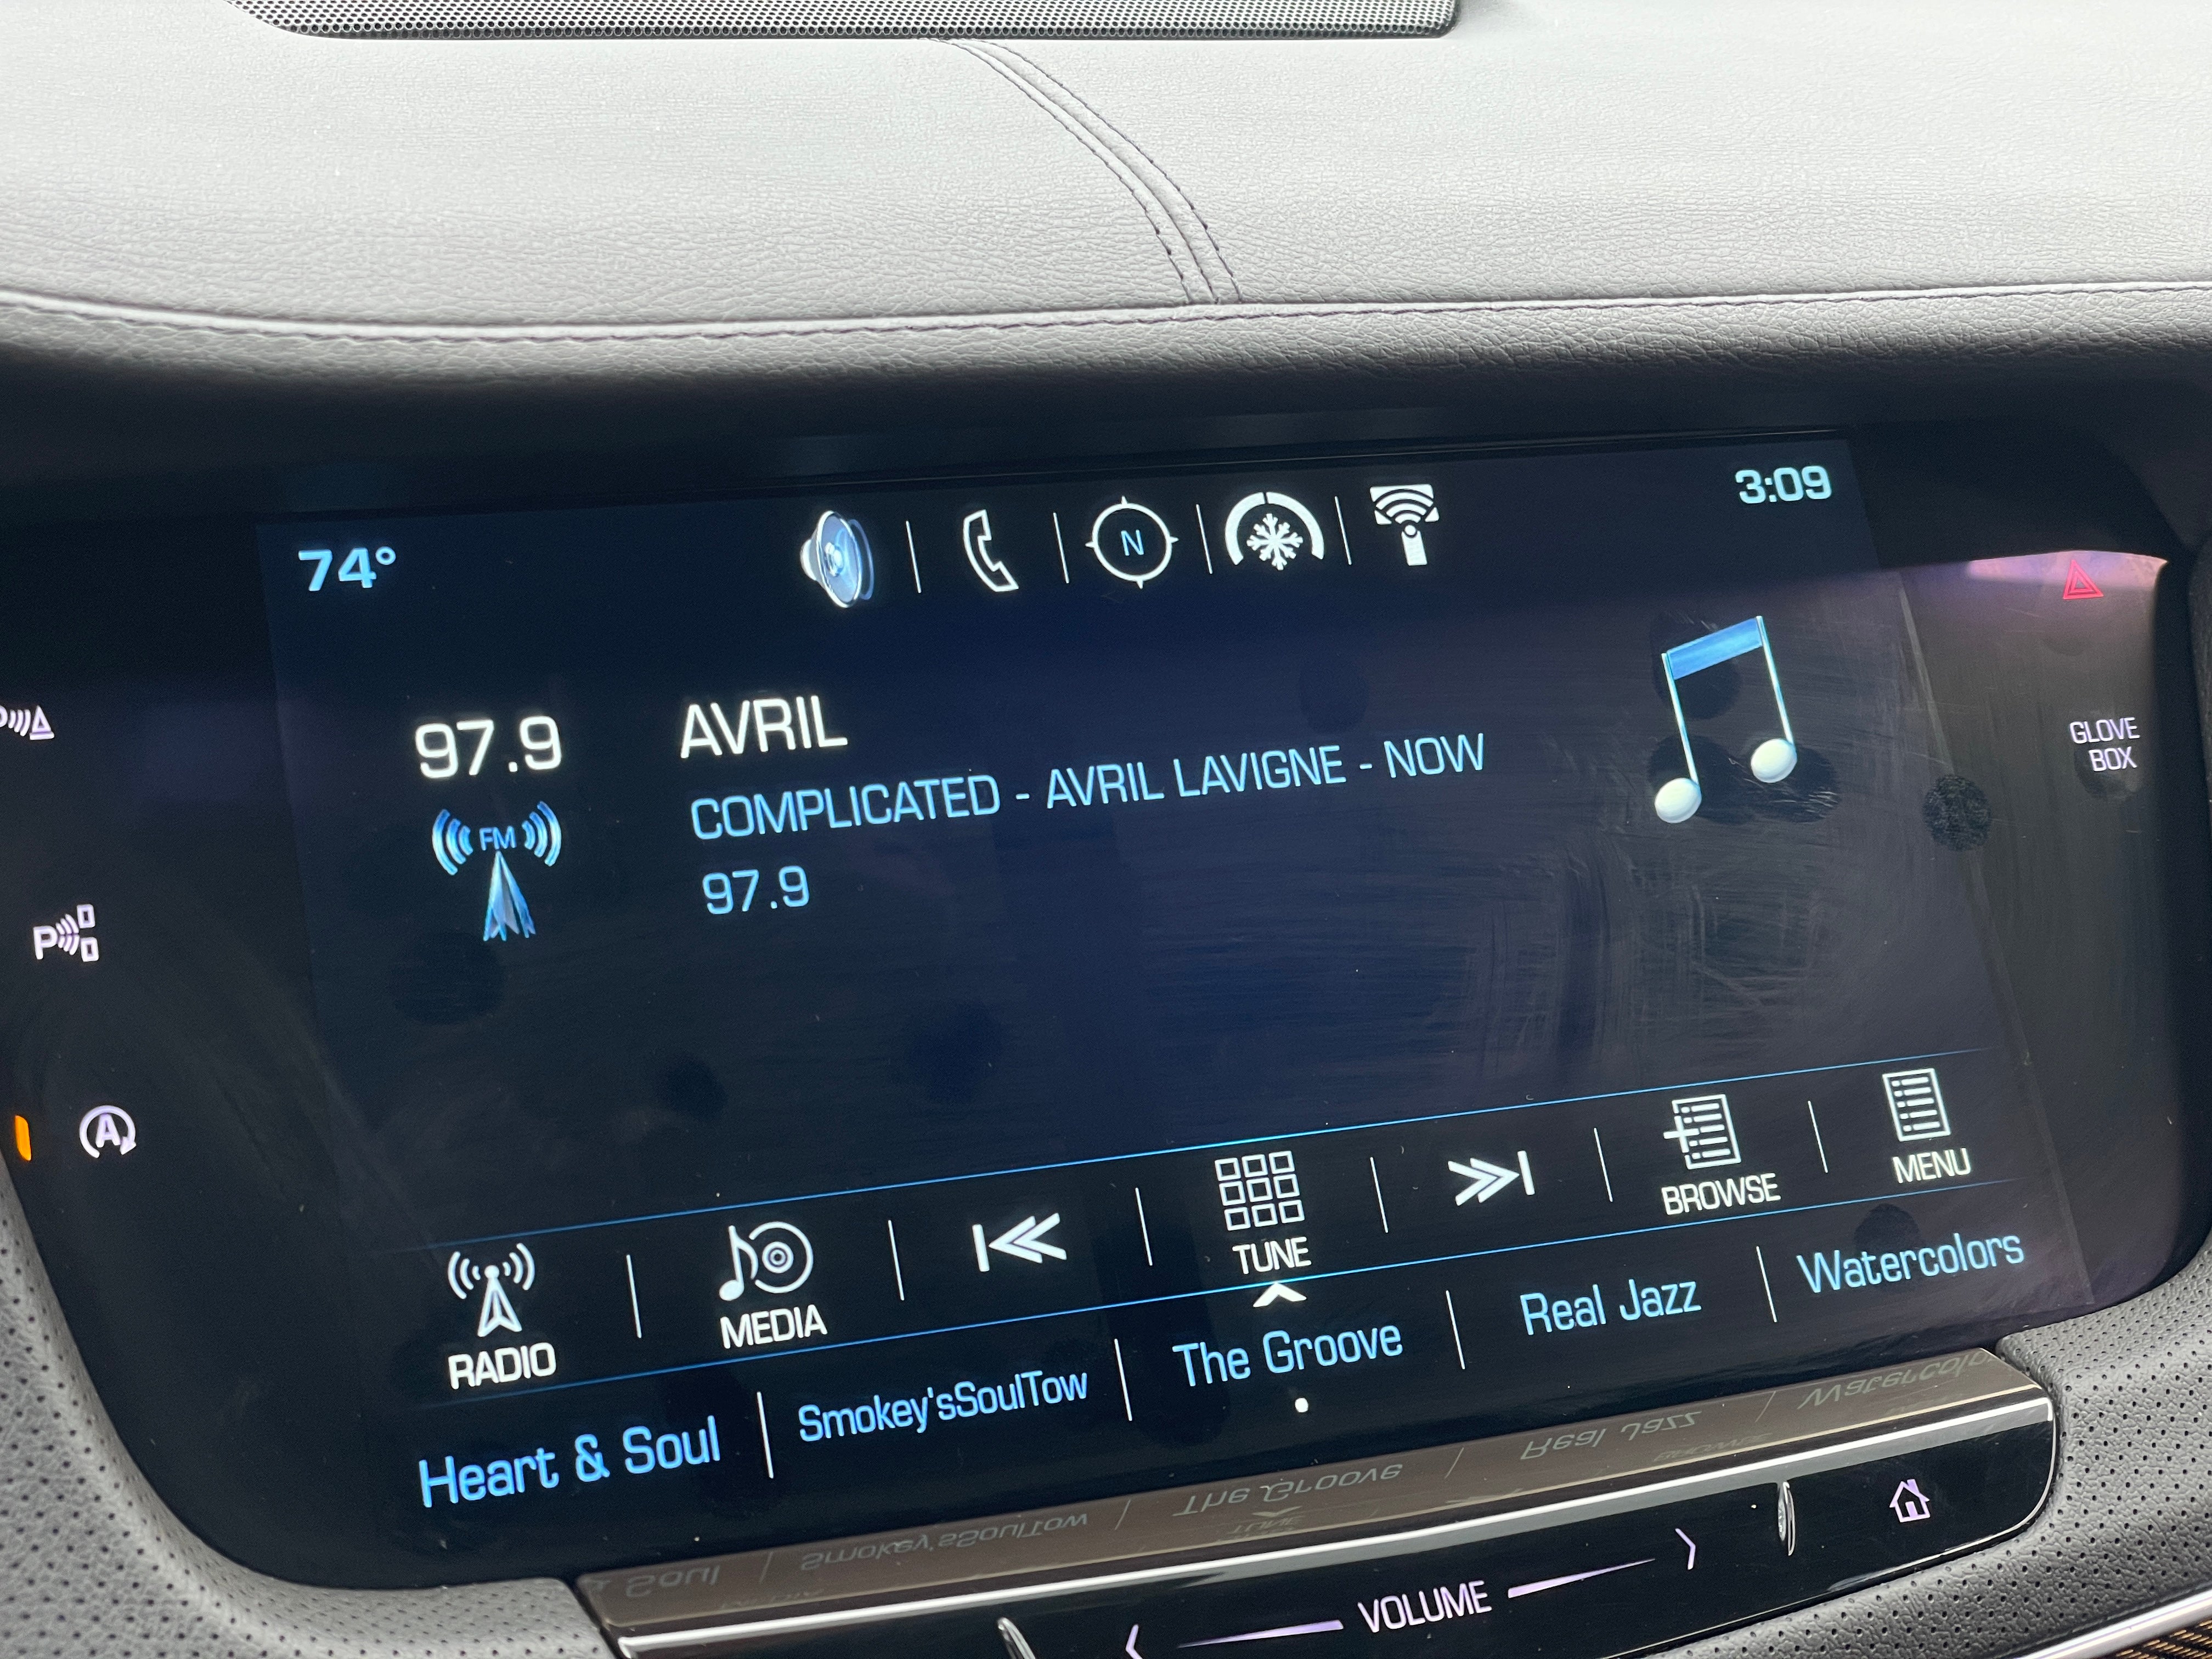 74°
N
3:09
97.9
AVRIL
COMPLICATED - AVRIL LAVIGNE - NOW
97.9
FM
GLOVE
BOX
P
A
RADIO
MEDIA
TUNE
BROWSE
MENU
Heart & Soul
Smokey'sSoulTow
The Groove
Real Jazz
Watercolors
VOLUME